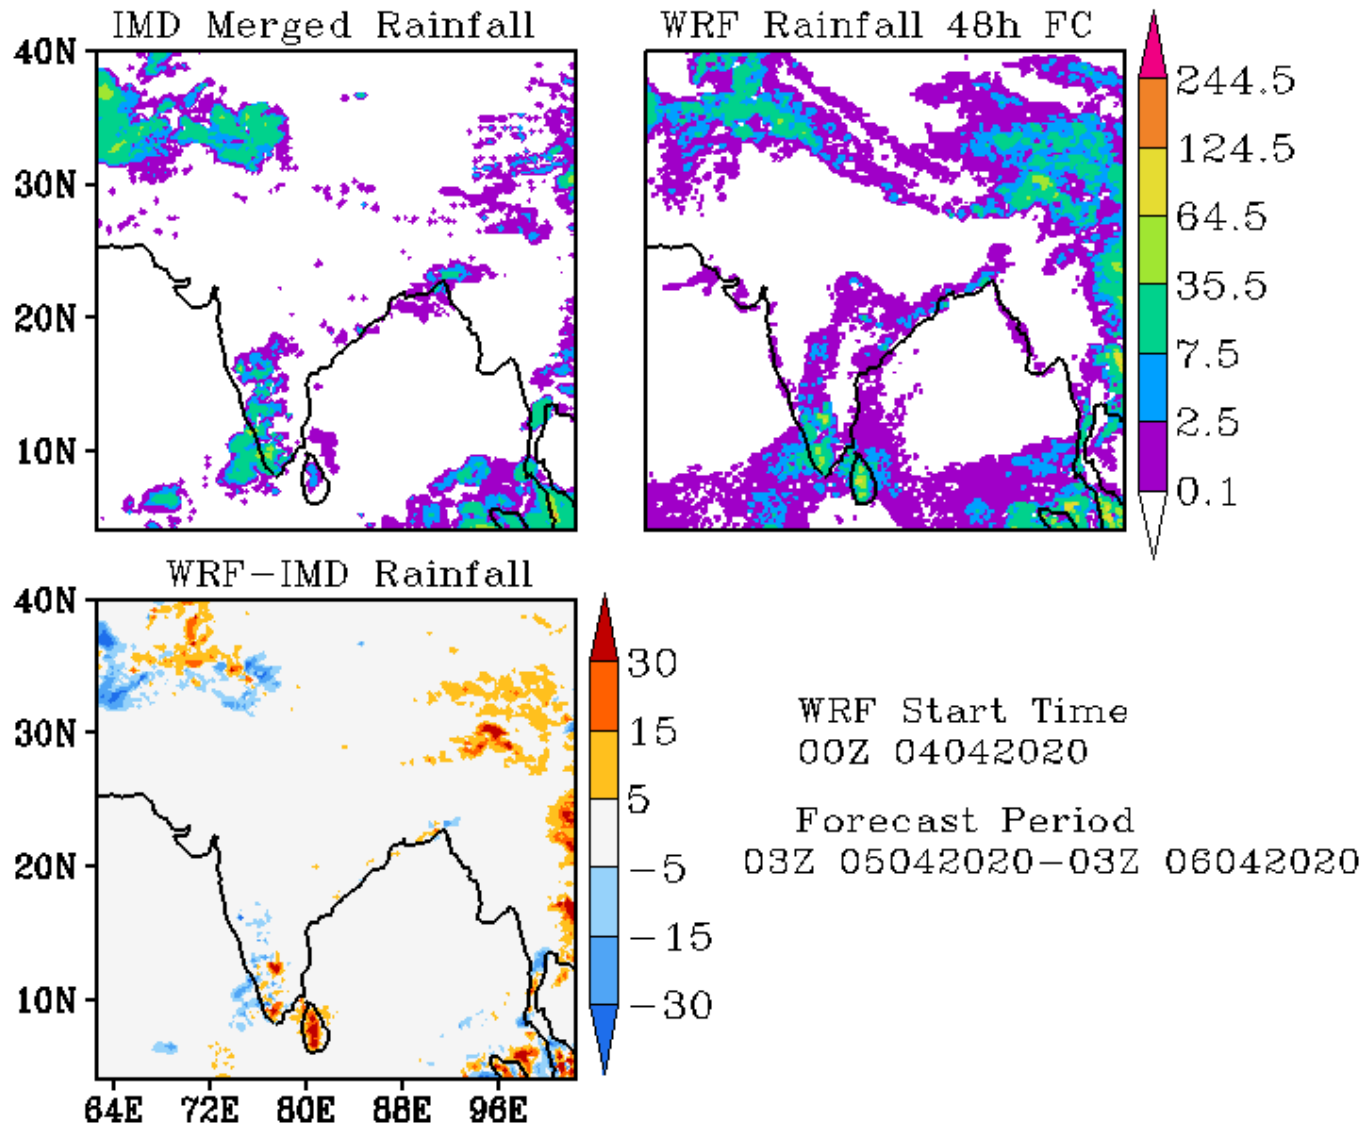 IMD Merged Rainfall
WRF Rainfall 48h FC
40N
30N
20N
10N
244.5
124.5
64.5
35.5
7.5
2.5
0.1
WRF-IMD Rainfall
40N
30N
20N
10N
64E 72E 80E 88E 96E
30
15
5
-5
-15
-30
WRF Start Time
00Z 04042020
Forecast Period
03Z 05042020-03Z 06042020